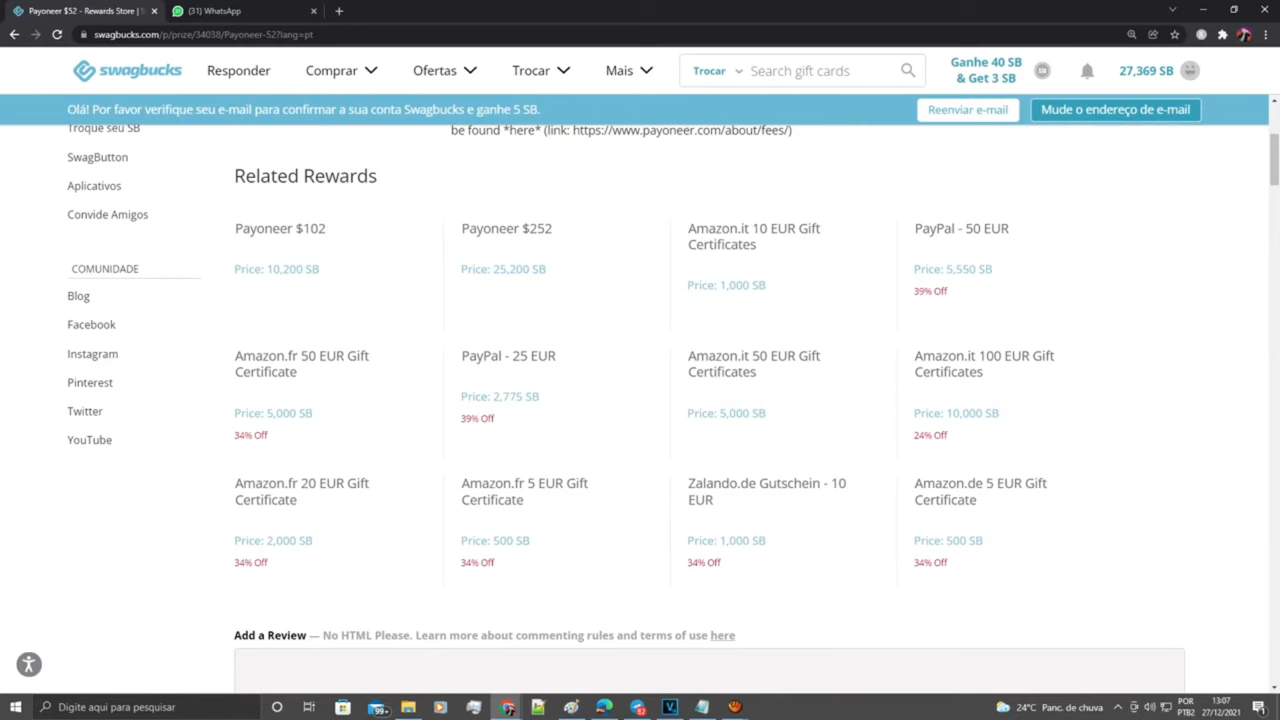 Payoneer $52 - Rewards Store | S
(31) WhatsApp
swagbucks.com/p/prize/34038/Payoneer-52?lang=pt
swagbucks
Responder
Comprar
Ofertas
Trocar
Mais
Trocar
Search gift cards
Ganhe 40 SB
& Get 3 SB
SB
27,369 SB
Olá! Por favor verifique seu e-mail para confirmar a sua conta Swagbucks e ganhe 5 SB.
Reenviar e-mail
Mude o endereço de e-mail
Troque seu SB
SwagButton
Aplicativos
Convide Amigos
COMUNIDADE
Blog
Facebook
Instagram
Pinterest
Twitter
YouTube
be found *here* (link: https://www.payoneer.com/about/fees/)
Related Rewards
Payoneer $102
Price: 10,200 SB
Payoneer $252
Price: 25,200 SB
Amazon.it 10 EUR Gift
Certificates
Price: 1,000 SB
PayPal - 50 EUR
Price: 5,550 SB
39% Off
Amazon.fr 50 EUR Gift
Certificate
Price: 5,000 SB
34% Off
PayPal - 25 EUR
Price: 2,775 SB
39% Off
Amazon.it 50 EUR Gift
Certificates
Price: 5,000 SB
Amazon.it 100 EUR Gift
Certificates
Price: 10,000 SB
24% Off
Amazon.fr 20 EUR Gift
Certificate
Price: 2,000 SB
34% Off
Amazon.fr 5 EUR Gift
Certificate
Price: 500 SB
34% Off
Zalando.de Gutschein - 10
EUR
Price: 1,000 SB
34% Off
Amazon.de 5 EUR Gift
Certificate
Price: 500 SB
34% Off
Add a Review — No HTML Please. Learn more about commenting rules and terms of use here
Digite aqui para pesquisar
99+
24°C Panc. de chuva
POR
PTB2
13:07
27/12/2021